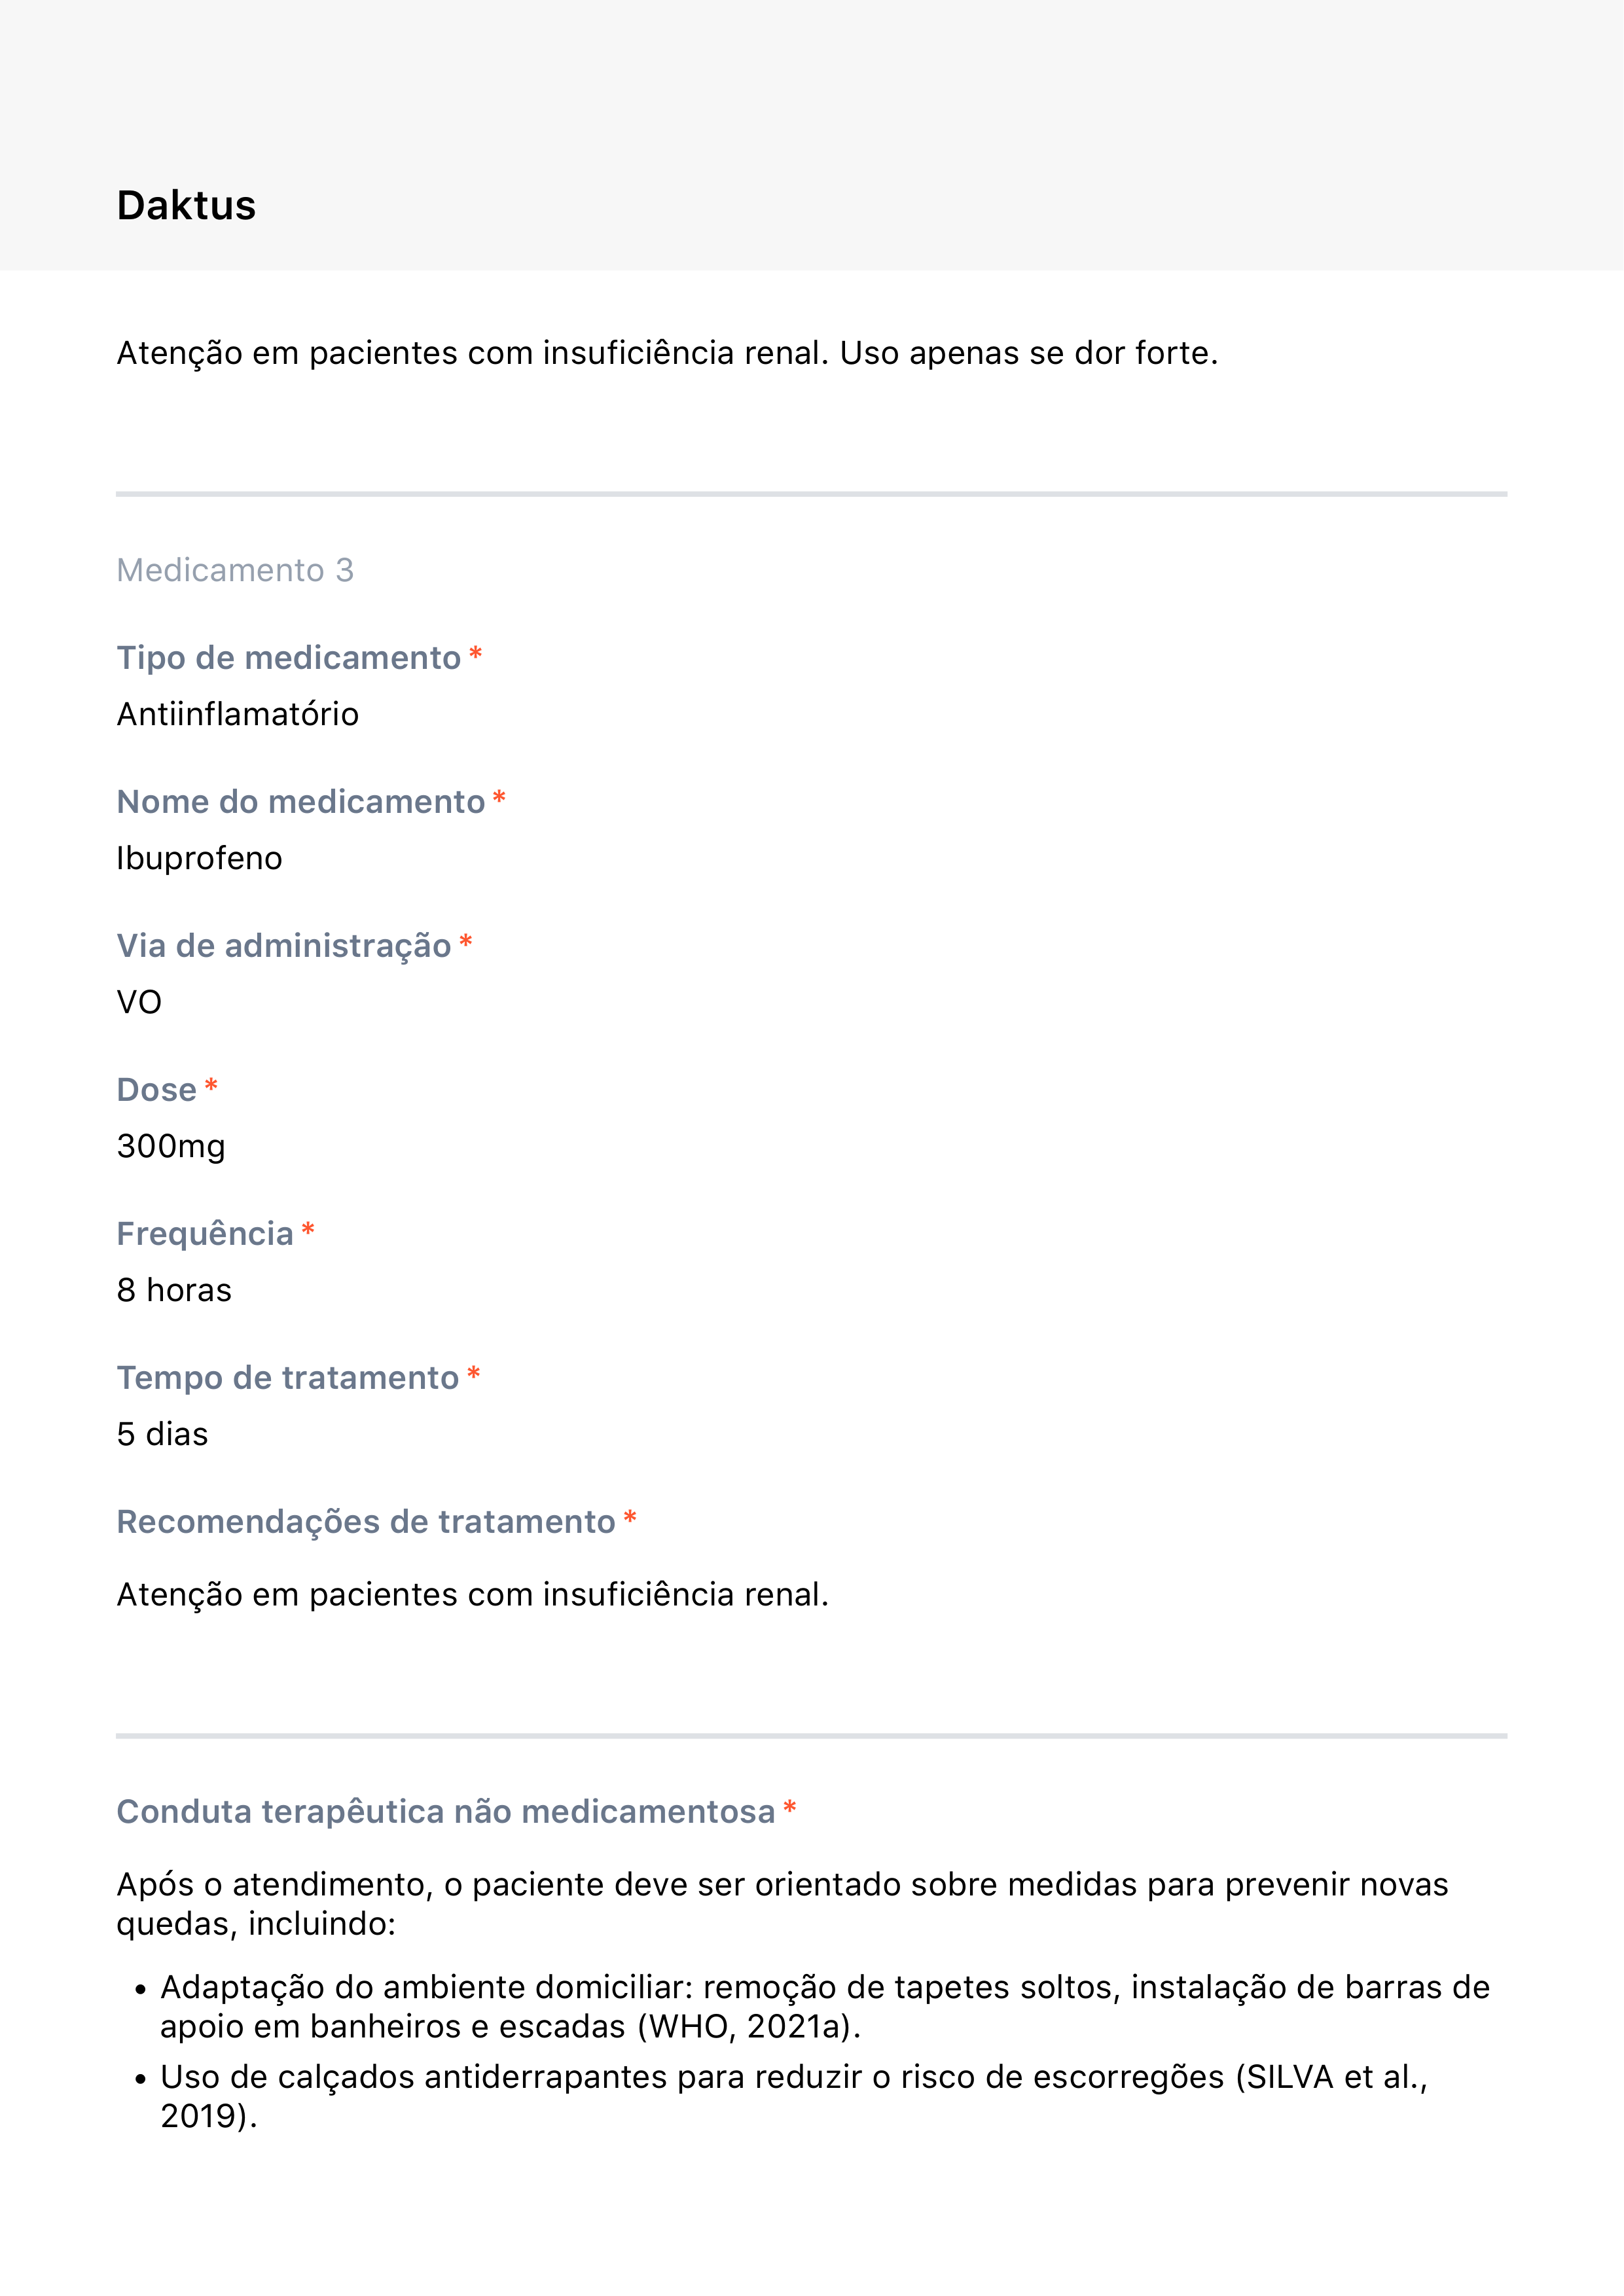 Daktus
Atenção em pacientes com insuficiência renal. Uso apenas se dor forte.
Medicamento 3
Tipo de medicamento *
Antiinflamatório
Nome do medicamento *
Ibuprofeno
Via de administração *
VO
Dose *
300mg
Frequência *
8 horas
Tempo de tratamento *
5 dias
Recomendações de tratamento *
Atenção em pacientes com insuficiência renal.
Conduta terapêutica não medicamentosa *
Após o atendimento, o paciente deve ser orientado sobre medidas para prevenir novas
quedas, incluindo:
• Adaptação do ambiente domiciliar: remoção de tapetes soltos, instalação de barras de
apoio em banheiros e escadas (WHO, 2021a).
• Uso de calçados antiderrapantes para reduzir o risco de escorregões (SILVA et al.,
2019).